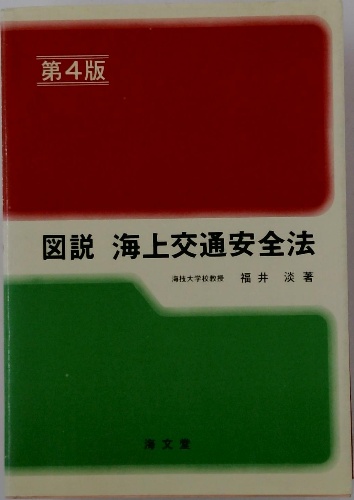 第4版
図説 海上交通安全法
海技大学校教授 福井 淡 著
海文堂